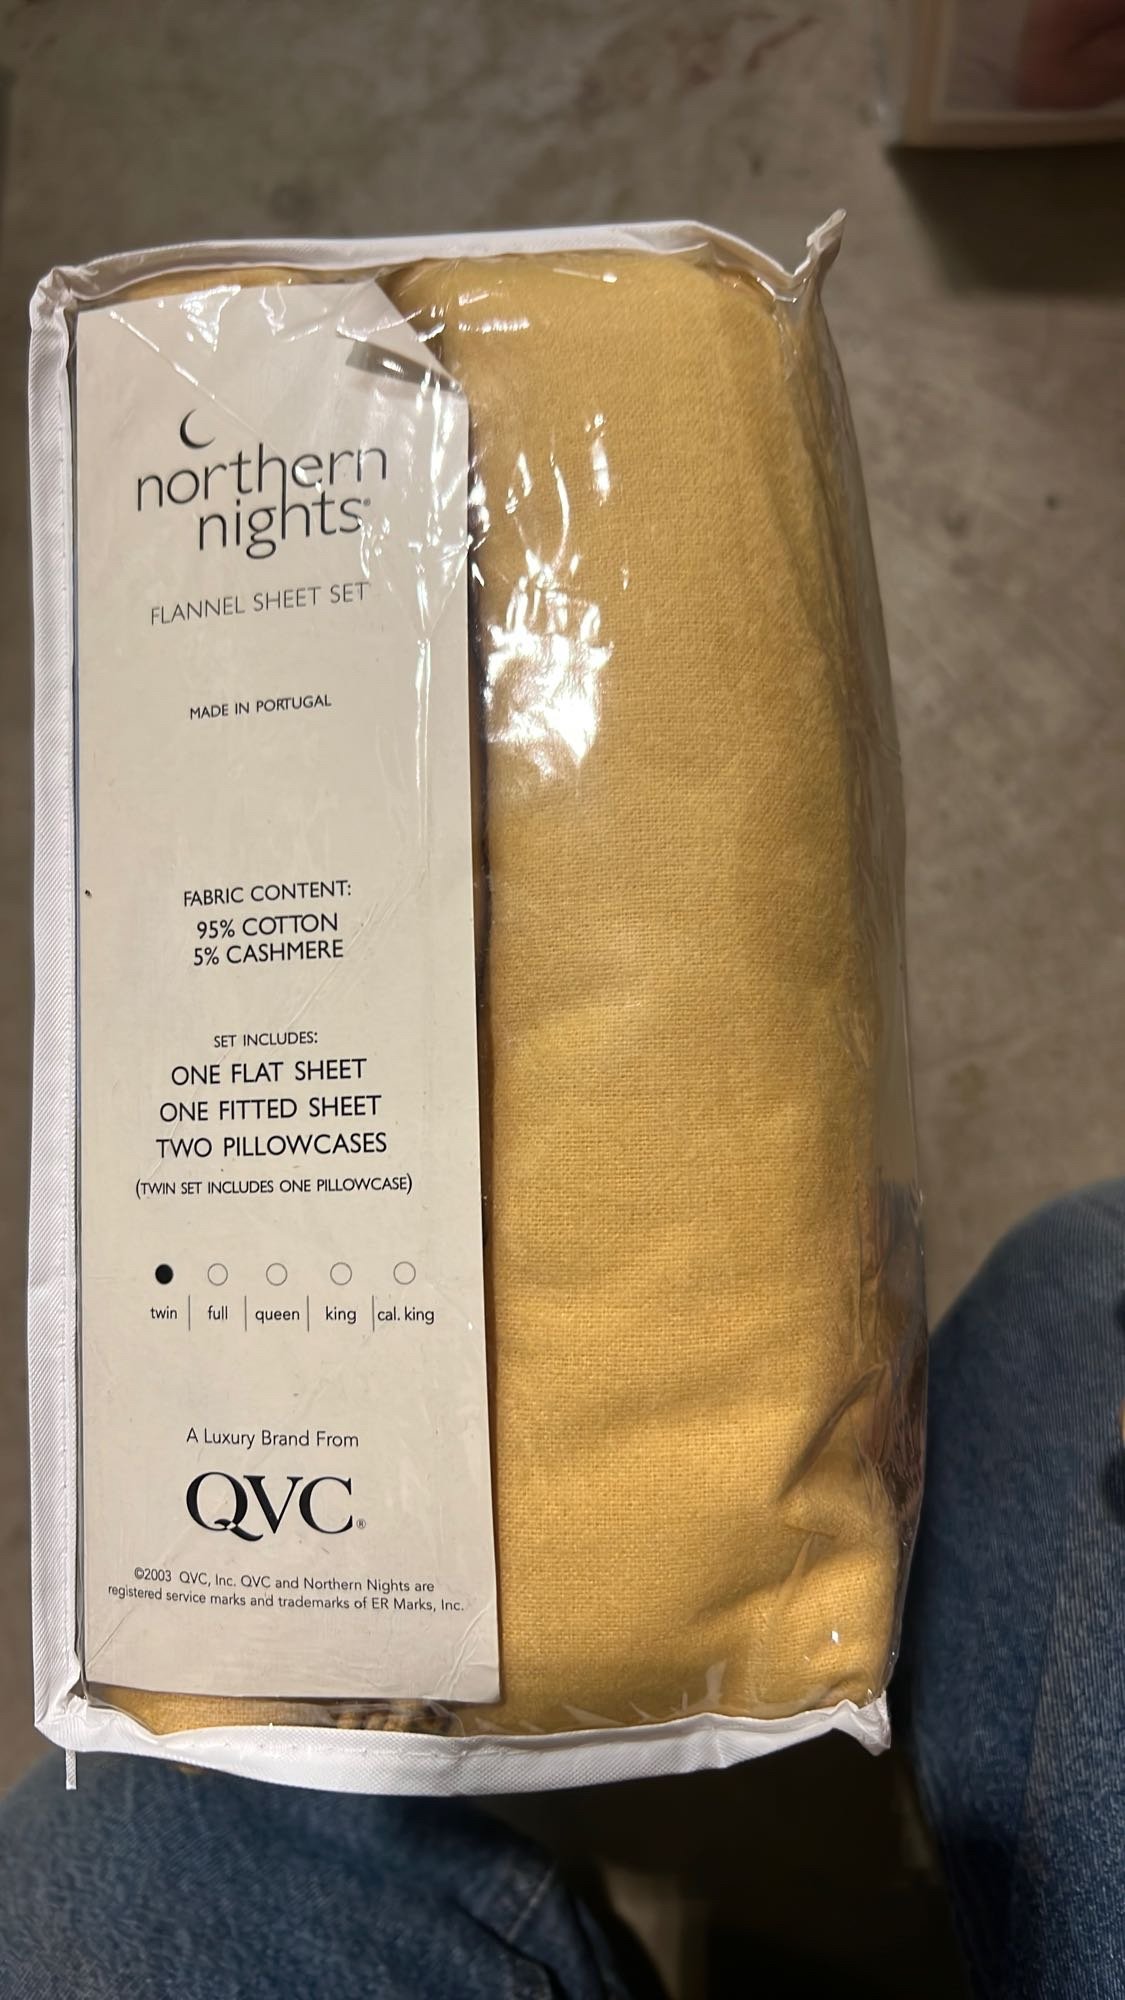 northern
nights®
FLANNEL SHEET SET
MADE IN PORTUGAL
FABRIC CONTENT:
95% COTTON
5% CASHMERE
SET INCLUDES:
ONE FLAT SHEET
ONE FITTED SHEET
TWO PILLOWCASES
(TWIN SET INCLUDES ONE PILLOWCASE)
twin | full | queen | king | cal. king
A Luxury Brand From
QVC®
©2003 QVC, Inc. QVC and Northern Nights are
registered service marks and trademarks of ER Marks, Inc.